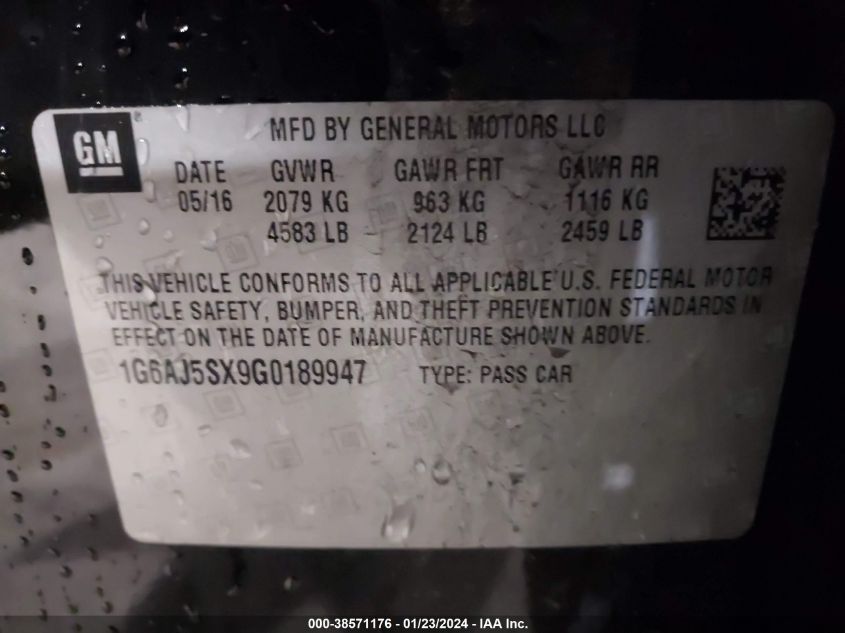 GM
MFD BY GENERAL MOTORS LLC
DATE GVWR GAWR FRT GAWR RR
05/16 2079 KG 963 KG 1116 KG
4583 LB 2124 LB 2459 LB
THIS VEHICLE CONFORMS TO ALL APPLICABLE U.S. FEDERAL MOTOR
VEHICLE SAFETY, BUMPER, AND THEFT PREVENTION STANDARDS IN
EFFECT ON THE DATE OF MANUFACTURE SHOWN ABOVE.
1G6AJ5SX9G0189947 TYPE: PASS CAR
000-38571176 - 01/23/2024 - IAA Inc.